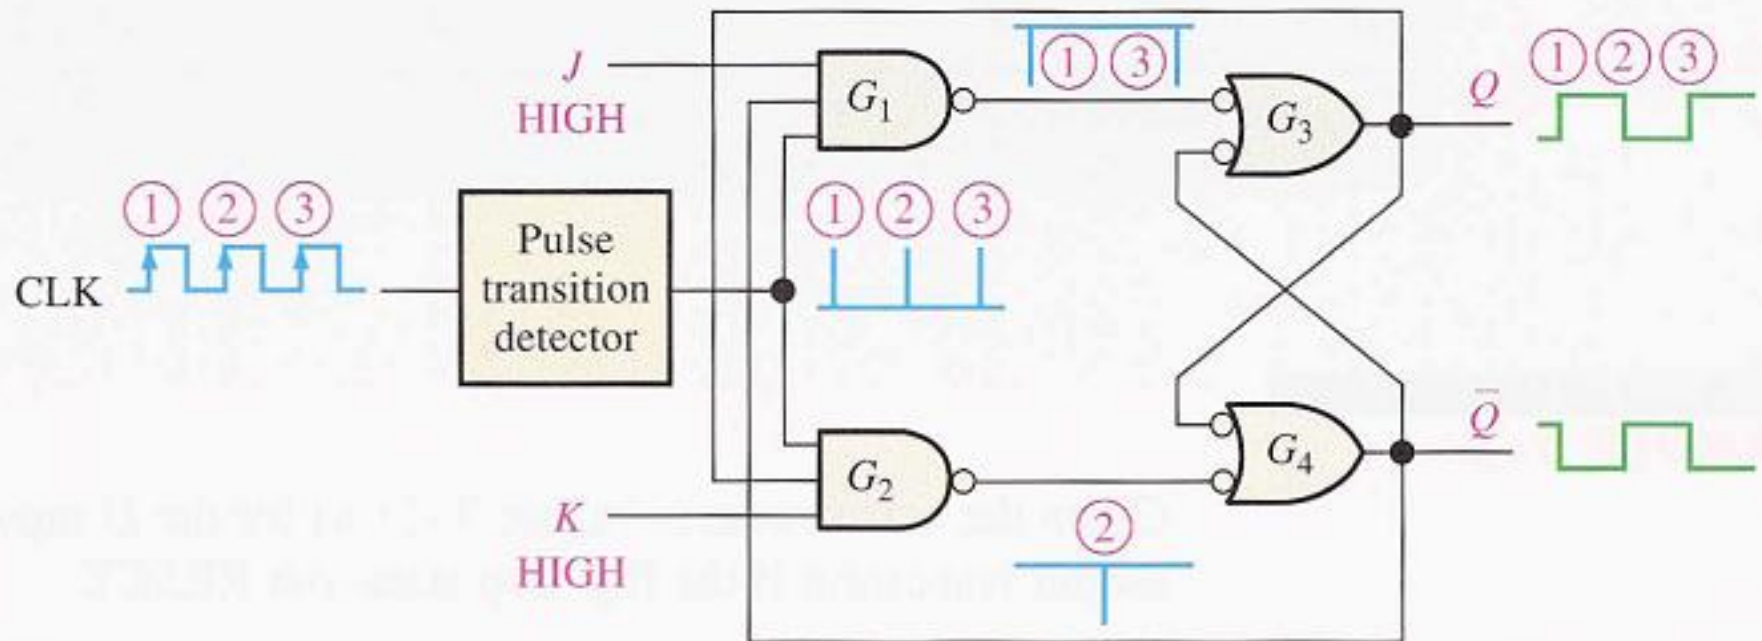 ① ③
① ② ③
J
HIGH
G₁
G₃
Q
① ② ③
CLK
Pulse
transition
detector
① ② ③
G₂
G₄
Q̄
K
HIGH
②